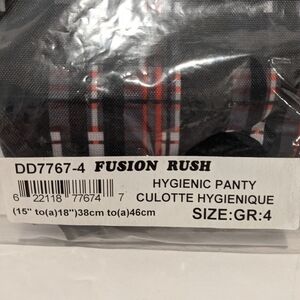 DD7767-4 FUSION RUSH
HYGIENIC PANTY
6 22118 77674 7
CULOTTE HYGIENIQUE
(15" to(a)18")38cm to(a)46cm
SIZE:GR:4